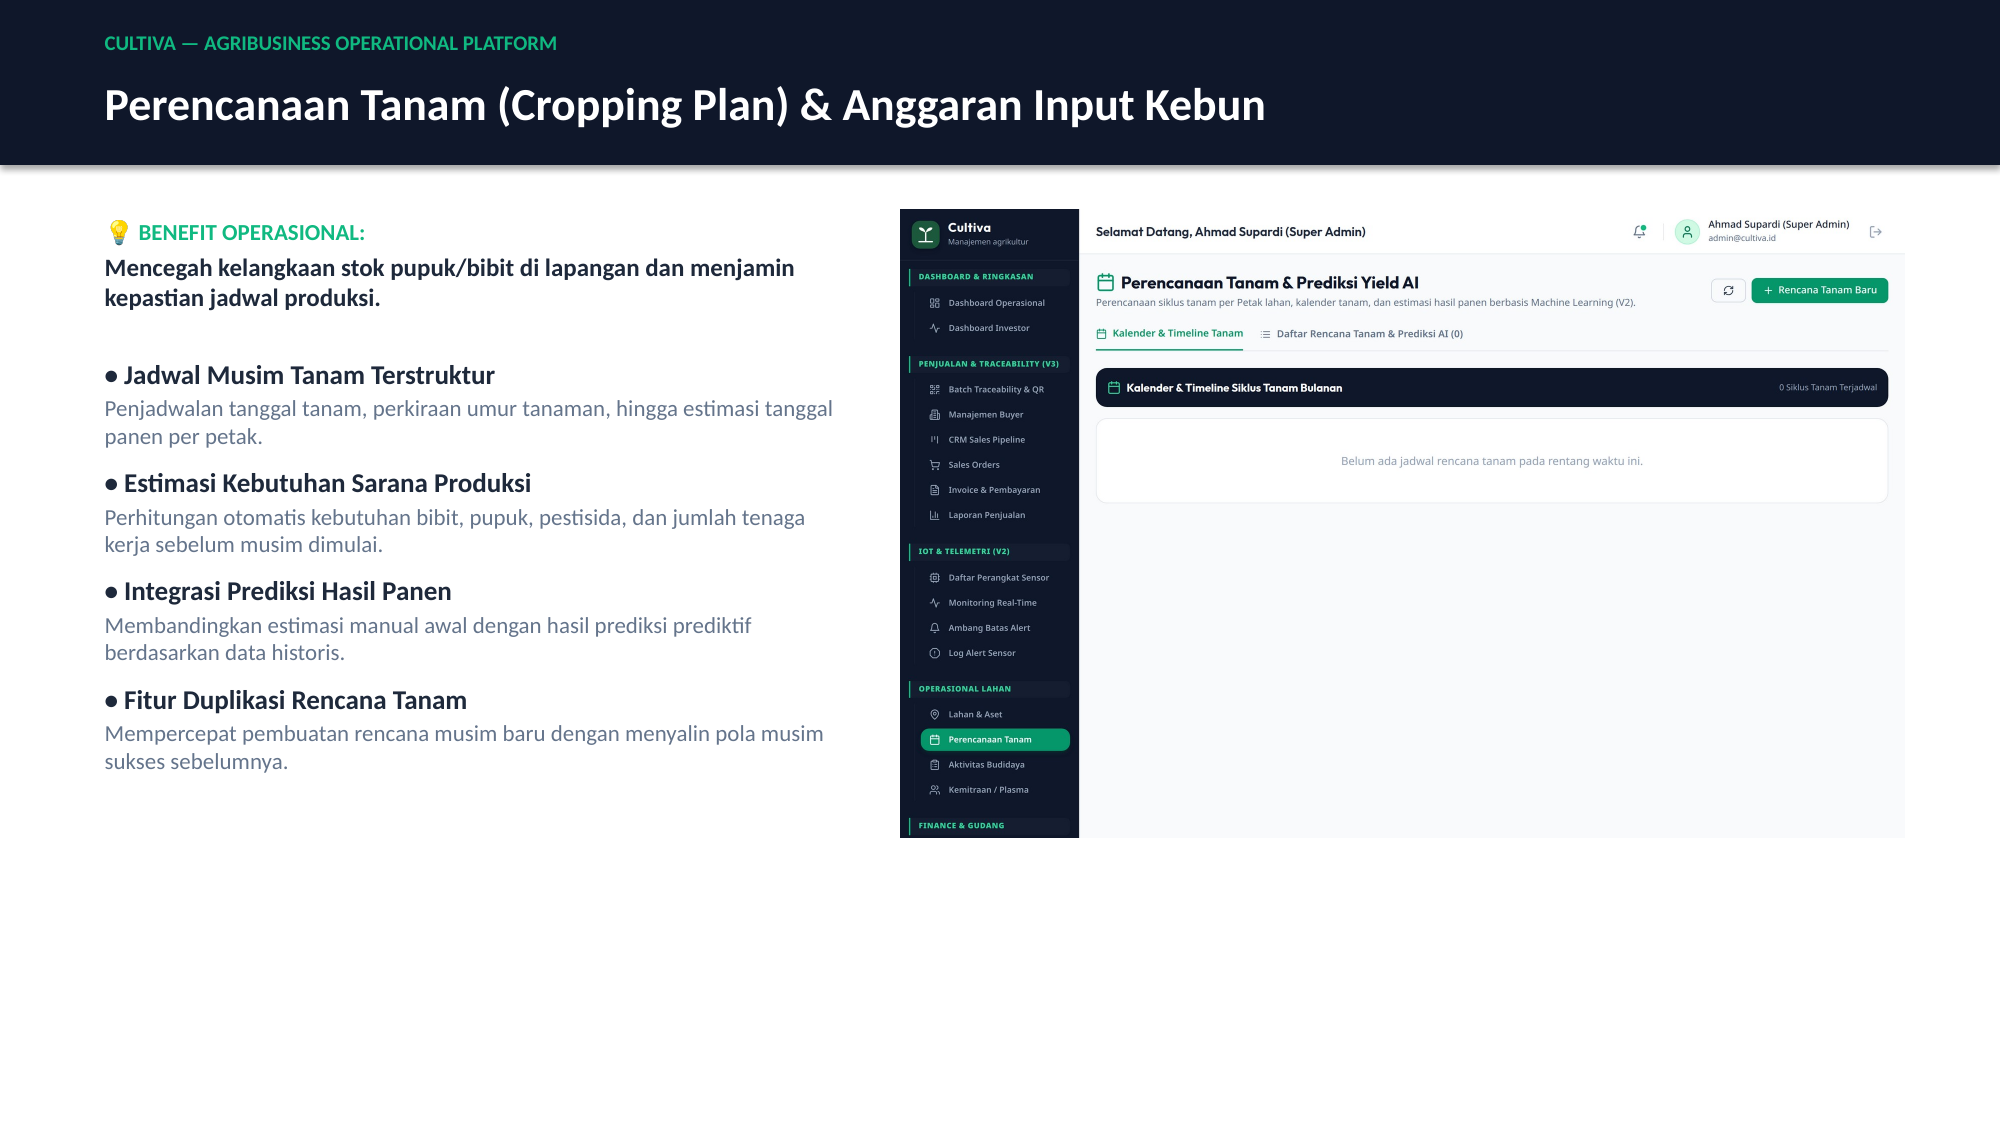 CULTIVA — AGRIBUSINESS OPERATIONAL PLATFORM
Perencanaan Tanam (Cropping Plan) & Anggaran Input Kebun
💡 BENEFIT OPERASIONAL:
Mencegah kelangkaan stok pupuk/bibit di lapangan dan menjamin
kepastian jadwal produksi.
● Jadwal Musim Tanam Terstruktur
Penjadwalan tanggal tanam, perkiraan umur tanaman, hingga estimasi tanggal
panen per petak.
● Estimasi Kebutuhan Sarana Produksi
Perhitungan otomatis kebutuhan bibit, pupuk, pestisida, dan jumlah tenaga
kerja sebelum musim dimulai.
● Integrasi Prediksi Hasil Panen
Membandingkan estimasi manual awal dengan hasil prediksi prediktif
berdasarkan data historis.
● Fitur Duplikasi Rencana Tanam
Mempercepat pembuatan rencana musim baru dengan menyalin pola musim
sukses sebelumnya.
Cultiva
Manajemen agrikultur
DASHBOARD & RINGKASAN
Dashboard Operasional
Dashboard Investor
PENJUALAN & TRACEABILITY (V3)
Batch Traceability & QR
Manajemen Buyer
CRM Sales Pipeline
Sales Orders
Invoice & Pembayaran
Laporan Penjualan
IOT & TELEMETRI (V2)
Daftar Perangkat Sensor
Monitoring Real-Time
Ambang Batas Alert
Log Alert Sensor
OPERASIONAL LAHAN
Lahan & Aset
Perencanaan Tanam
Aktivitas Budidaya
Kemitraan / Plasma
FINANCE & GUDANG
Selamat Datang, Ahmad Supardi (Super Admin)
Ahmad Supardi (Super Admin)
admin@cultiva.id
Perencanaan Tanam & Prediksi Yield AI
Perencanaan siklus tanam per Petak lahan, kalender tanam, dan estimasi hasil panen berbasis Machine Learning (V2).
+ Rencana Tanam Baru
Kalender & Timeline Tanam
Daftar Rencana Tanam & Prediksi AI (0)
Kalender & Timeline Siklus Tanam Bulanan
0 Siklus Tanam Terjadwal
Belum ada jadwal rencana tanam pada rentang waktu ini.